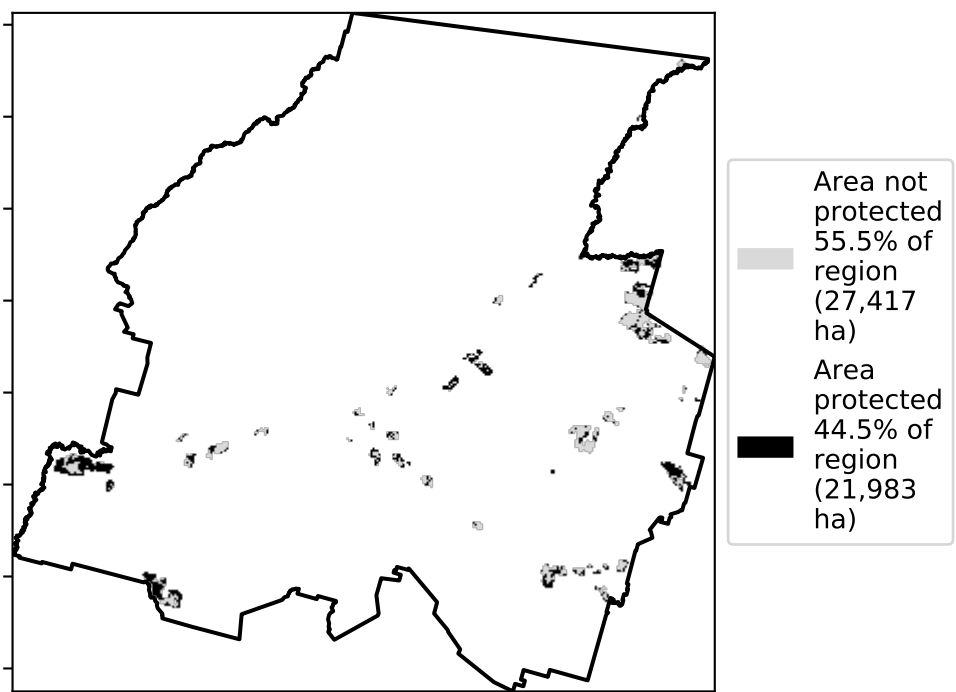 Area not
protected
55.5% of
region
(27,417
ha)
Area
protected
44.5% of
region
(21,983
ha)